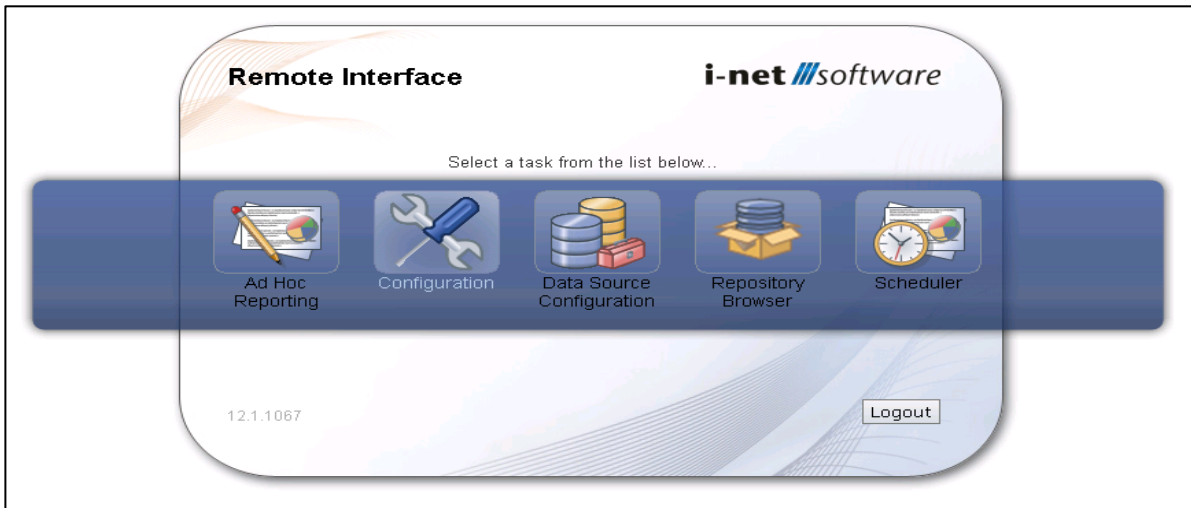 Remote Interface
i-net software
Select a task from the list below...
Ad Hoc
Reporting
Configuration
Data Source
Configuration
Repository
Browser
Scheduler
12.1.1067
Logout